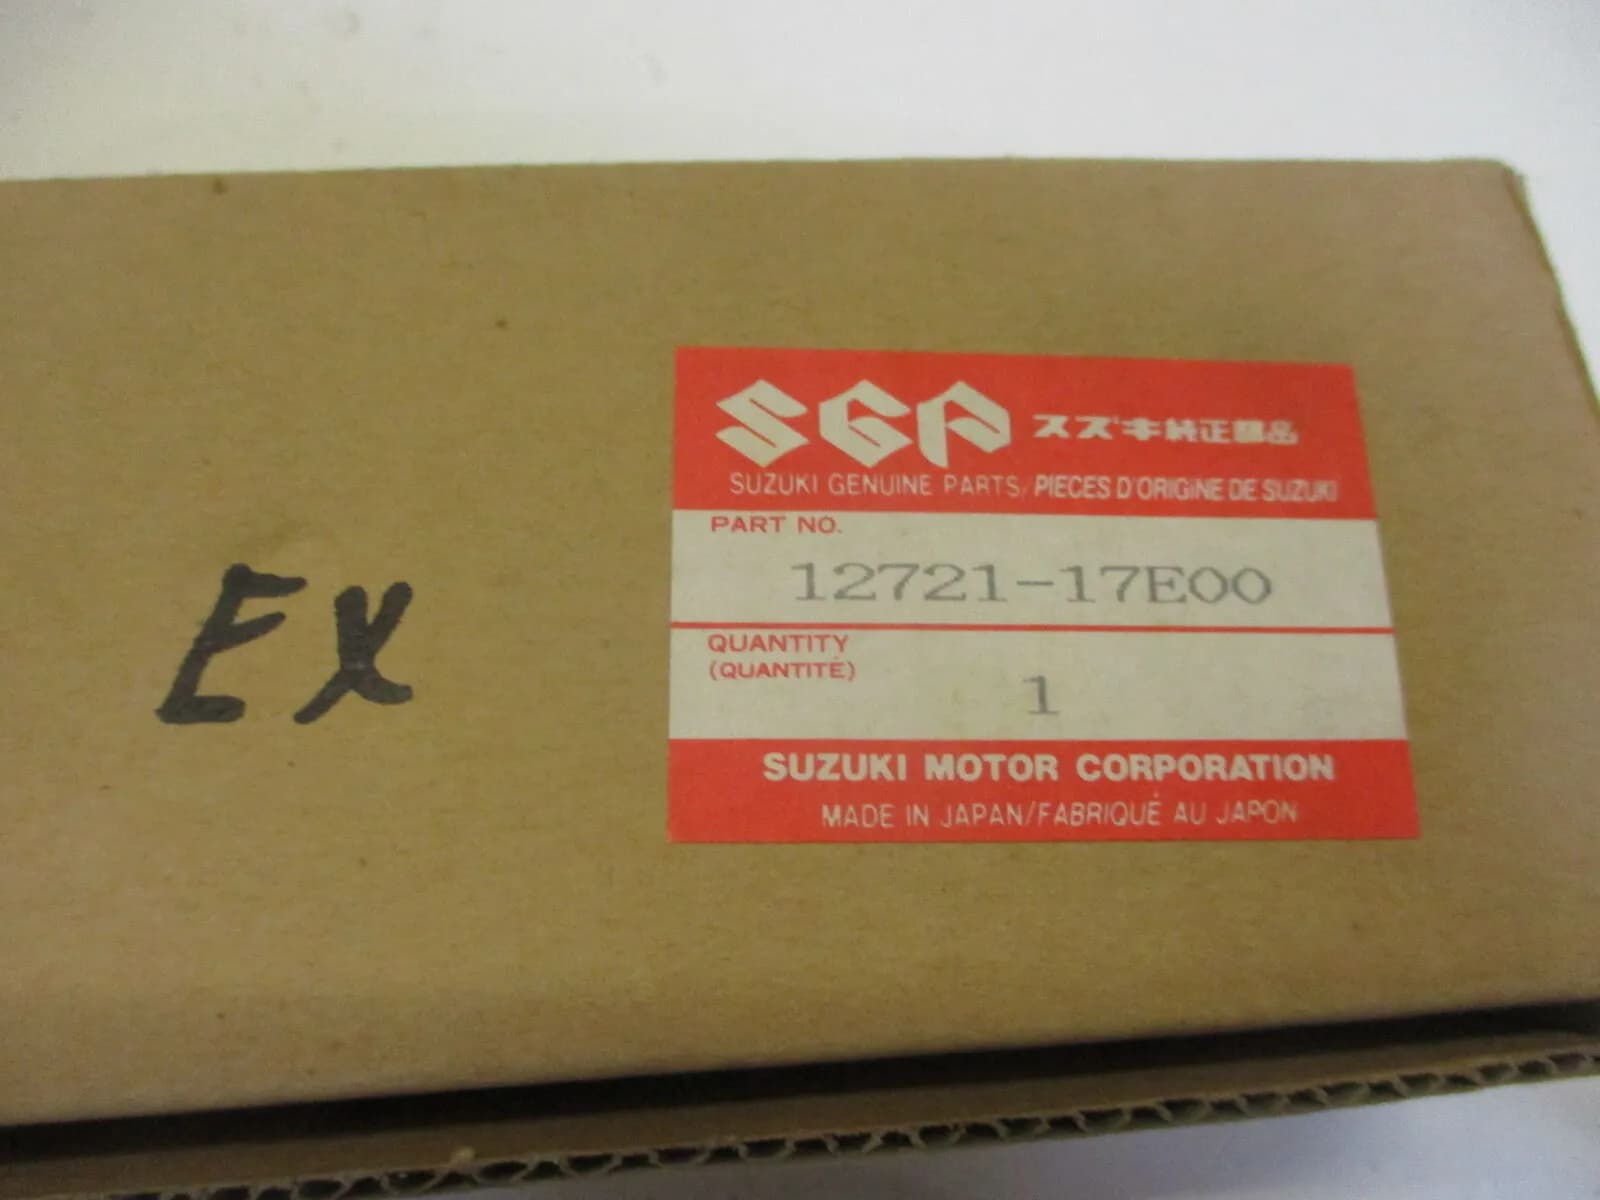 SGP スズキ純正部品
SUZUKI GENUINE PARTS/PIECES D'ORIGINE DE SUZUKI
PART NO.
12721-17E00
EX
QUANTITY
(QUANTITÉ)
1
SUZUKI MOTOR CORPORATION
MADE IN JAPAN/FABRIQUÉ AU JAPON